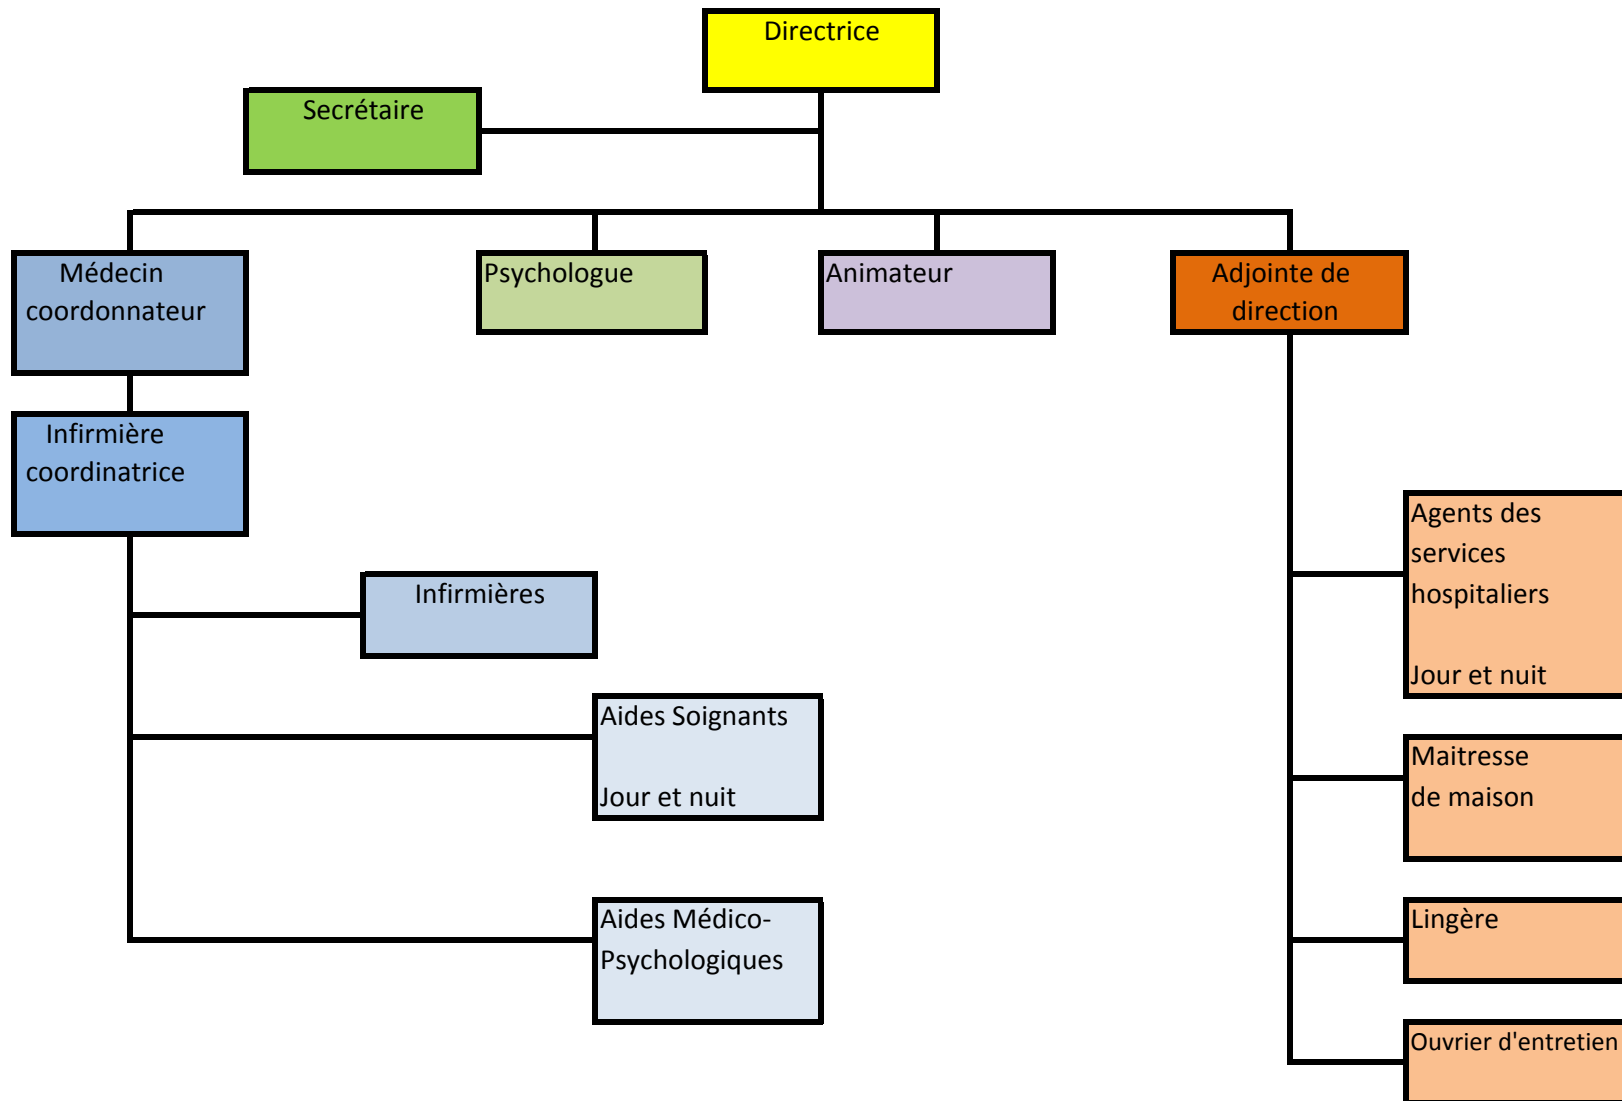 Directrice
Secrétaire
Médecin
coordonnateur
Psychologue
Animateur
Adjointe de
direction
Infirmière
coordinatrice
Agents des
services
hospitaliers
Jour et nuit
Infirmières
Aides Soignants
Jour et nuit
Maitresse
de maison
Aides Médico-
Psychologiques
Lingère
Ouvrier d'entretien